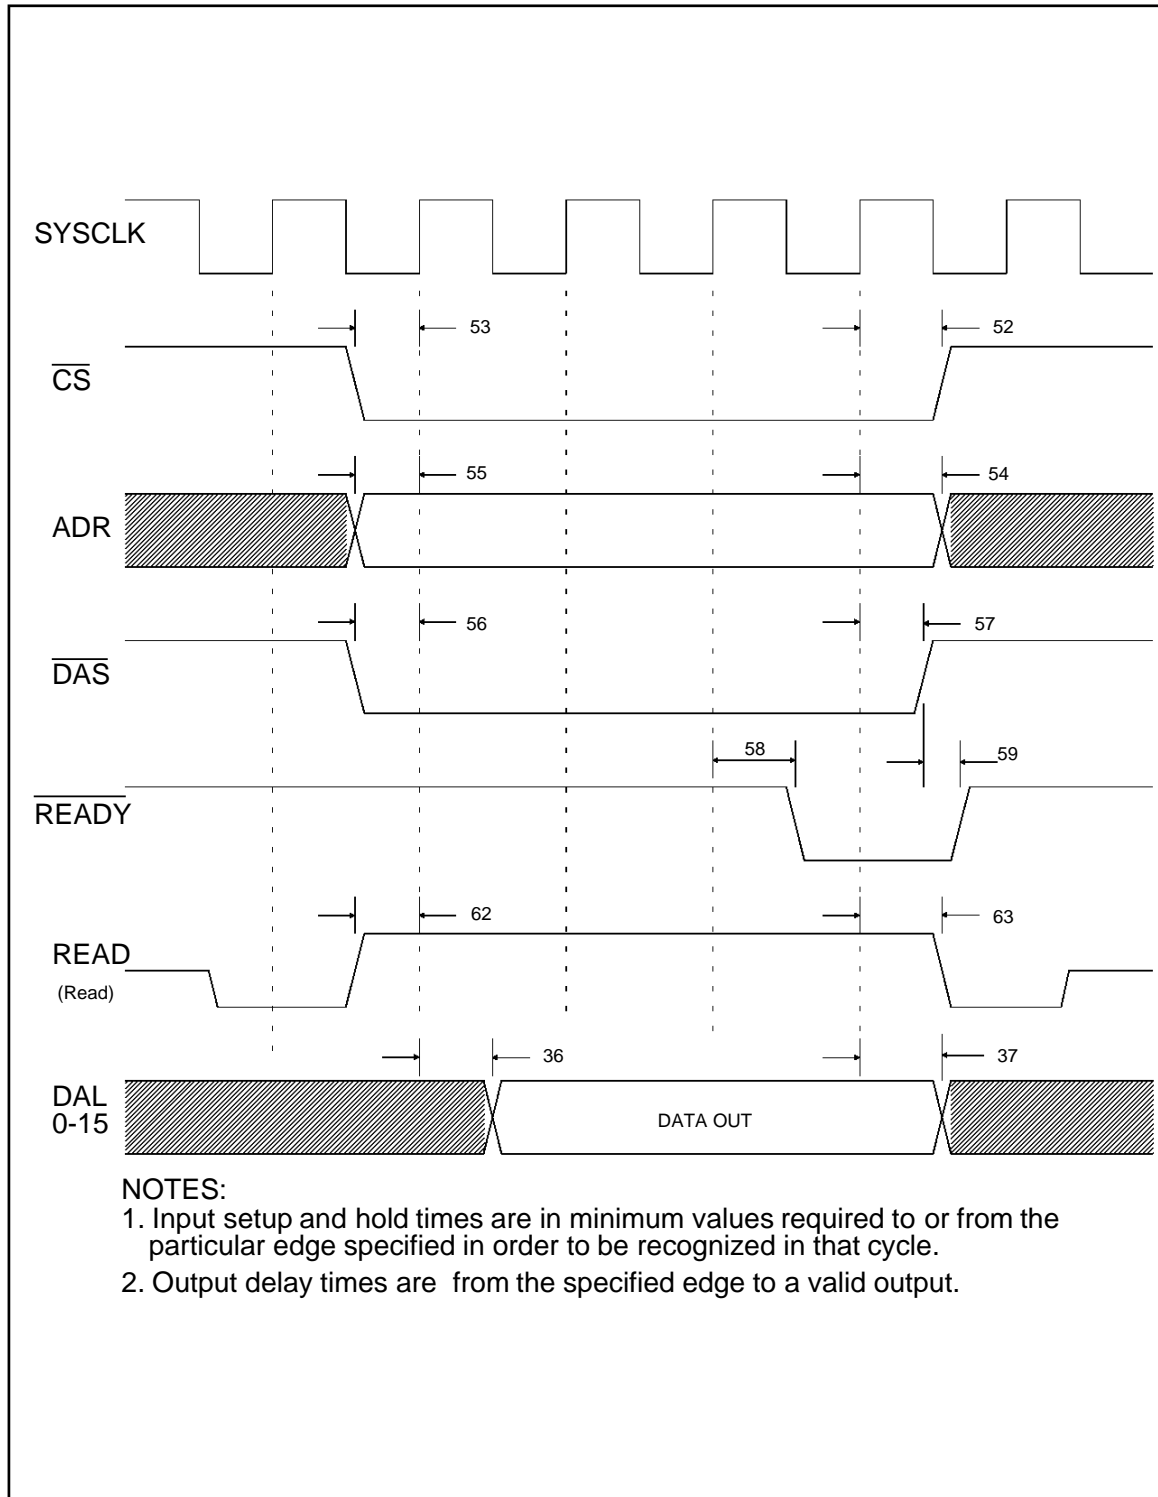 SYSCLK
53
52
CS
55
54
ADR
56
57
DAS
58
59
READY
62
63
READ
(Read)
36
37
DAL
0-15
DATA OUT
NOTES:
1. Input setup and hold times are in minimum values required to or from the
particular edge specified in order to be recognized in that cycle.
2. Output delay times are from the specified edge to a valid output.